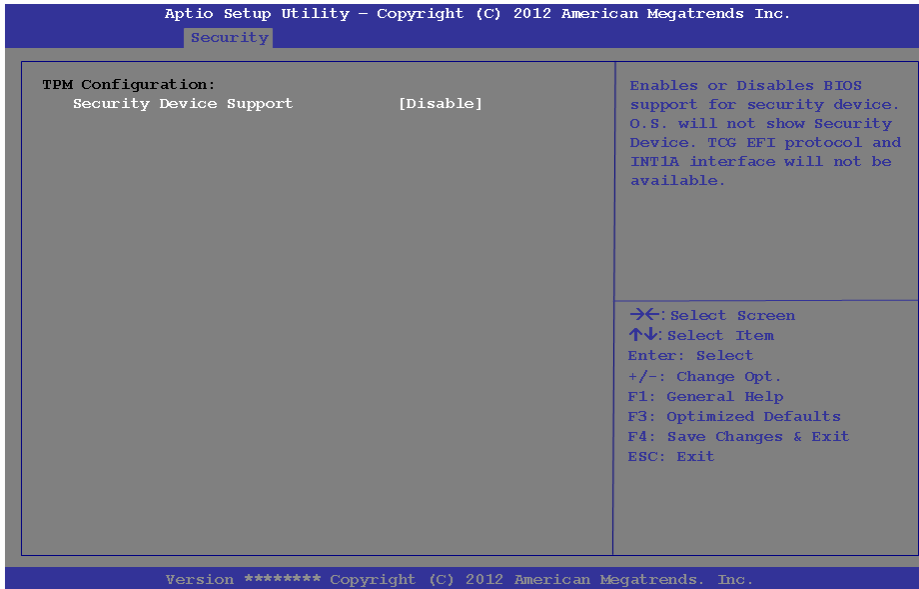 Aptio Setup Utility – Copyright (C) 2012 American Megatrends Inc.
Security
TPM Configuration:
Security Device Support [Disable]
Enables or Disables BIOS
support for security device.
O.S. will not show Security
Device. TCG EFI protocol and
INT1A interface will not be
available.
→←: Select Screen
↑↓: Select Item
Enter: Select
+/-: Change Opt.
F1: General Help
F3: Optimized Defaults
F4: Save Changes & Exit
ESC: Exit
Version ******** Copyright (C) 2012 American Megatrends. Inc.